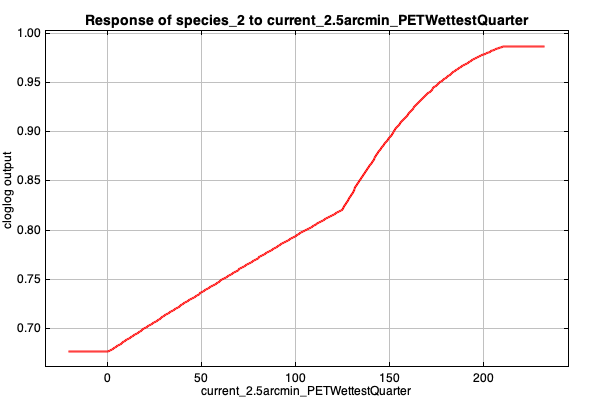 Response of species_2 to current_2.5arcmin_PETWettestQuarter
1.00
0.95
0.90
0.85
0.80
0.75
0.70
cloglog output
0 50 100 150 200
current_2.5arcmin_PETWettestQuarter